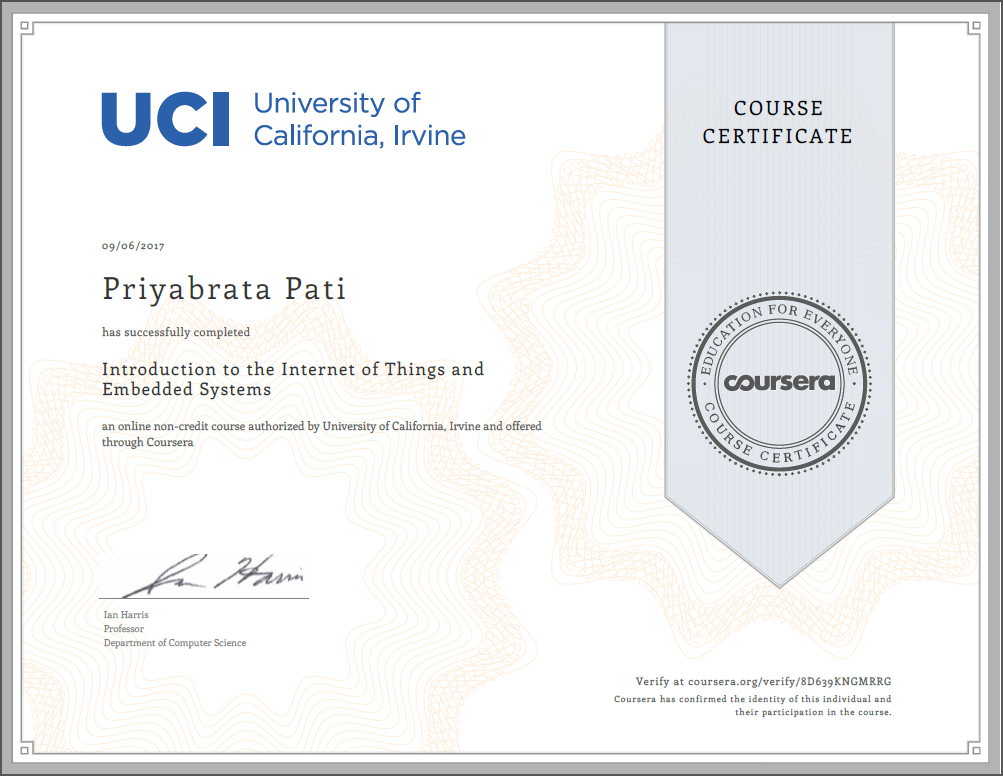 UCI
University of
California, Irvine
COURSE
CERTIFICATE
09/06/2017
Priyabrata Pati
has successfully completed
Introduction to the Internet of Things and
Embedded Systems
an online non-credit course authorized by University of California, Irvine and offered
through Coursera
EDUCATION FOR EVERYONE
coursera
COURSE CERTIFICATE
Ian Harris
Ian Harris
Professor
Department of Computer Science
Verify at coursera.org/verify/8D639KNGMRRG
Coursera has confirmed the identity of this individual and
their participation in the course.